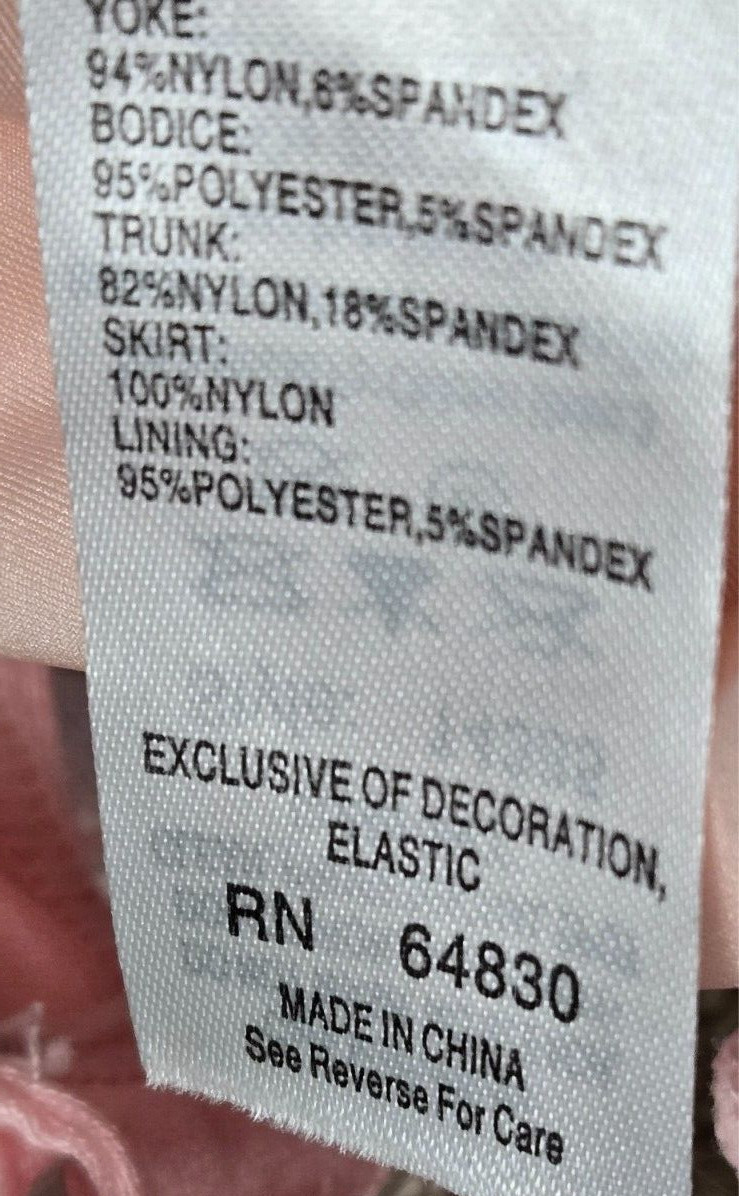 YOKE:
94%NYLON,6%SPANDEX
BODICE:
95%POLYESTER,5%SPANDEX
TRUNK:
82%NYLON,18%SPANDEX
SKIRT:
100%NYLON
LINING:
95%POLYESTER,5%SPANDEX
EXCLUSIVE OF DECORATION,
ELASTIC
RN 64830
MADE IN CHINA
See Reverse For Care